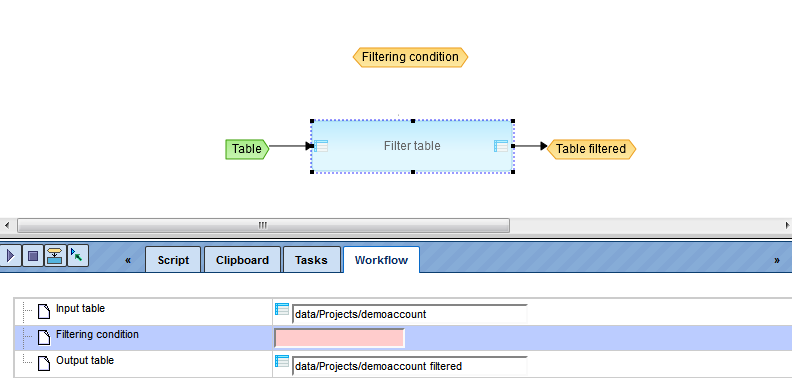 Filtering condition
Table
Filter table
Table filtered
«
Script
Clipboard
Tasks
Workflow
»
Input table
data/Projects/demoaccount
Filtering condition
Output table
data/Projects/demoaccount filtered